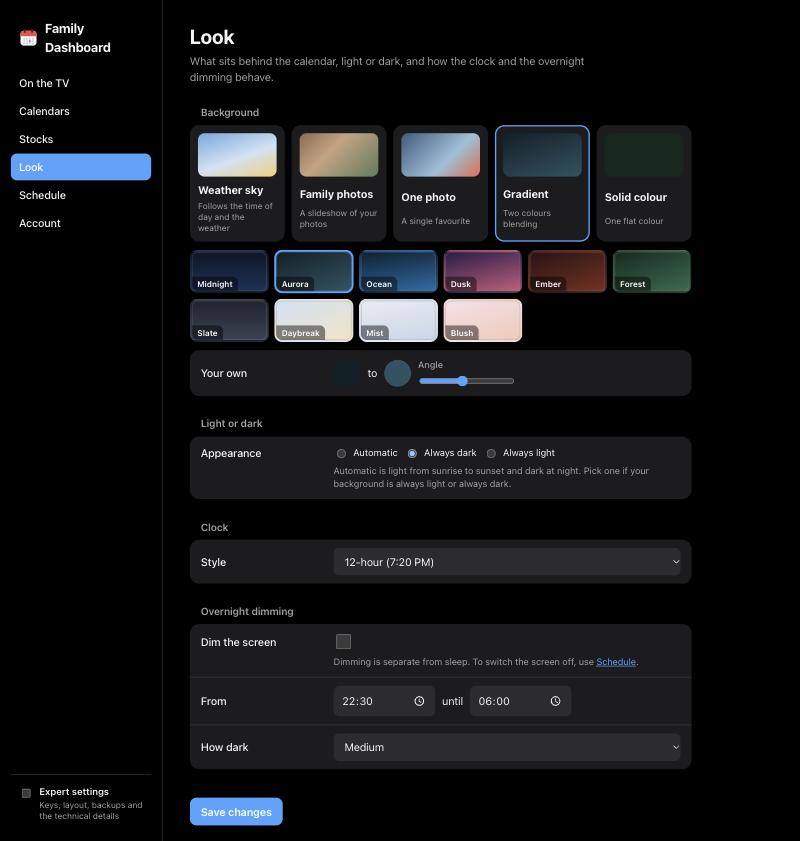 Family
Dashboard
On the TV
Calendars
Stocks
Look
Schedule
Account
Expert settings
Keys, layout, backups and
the technical details
Look
What sits behind the calendar, light or dark, and how the clock and the overnight
dimming behave.
Background
Weather sky
Follows the time of
day and the
weather
Family photos
A slideshow of your
photos
One photo
A single favourite
Gradient
Two colours
blending
Solid colour
One flat colour
Midnight
Aurora
Ocean
Dusk
Ember
Forest
Slate
Daybreak
Mist
Blush
Your own
to
Angle
Light or dark
Appearance
Automatic
Always dark
Always light
Automatic is light from sunrise to sunset and dark at night. Pick one if your
background is always light or always dark.
Clock
Style
12-hour (7:20 PM)
Overnight dimming
Dim the screen
Dimming is separate from sleep. To switch the screen off, use Schedule.
From
22:30
until
06:00
How dark
Medium
Save changes